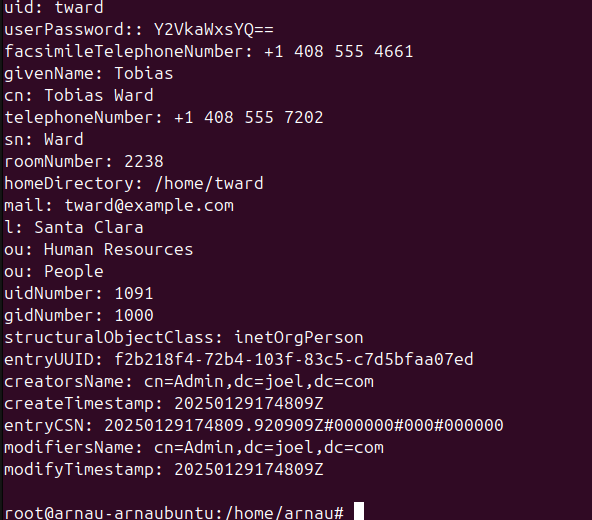 uid: tward
userPassword:: Y2VkaWxsYQ==
facsimileTelephoneNumber: +1 408 555 4661
givenName: Tobias
cn: Tobias Ward
telephoneNumber: +1 408 555 7202
sn: Ward
roomNumber: 2238
homeDirectory: /home/tward
mail: tward@example.com
l: Santa Clara
ou: Human Resources
ou: People
uidNumber: 1091
gidNumber: 1000
structuralObjectClass: inetOrgPerson
entryUUID: f2b218f4-72b4-103f-83c5-c7d5bfaa07ed
creatorsName: cn=Admin,dc=joel,dc=com
createTimestamp: 20250129174809Z
entryCSN: 20250129174809.920909Z#000000#000#000000
modifiersName: cn=Admin,dc=joel,dc=com
modifyTimestamp: 20250129174809Z
root@arnau-arnaubuntu:/home/arnau#